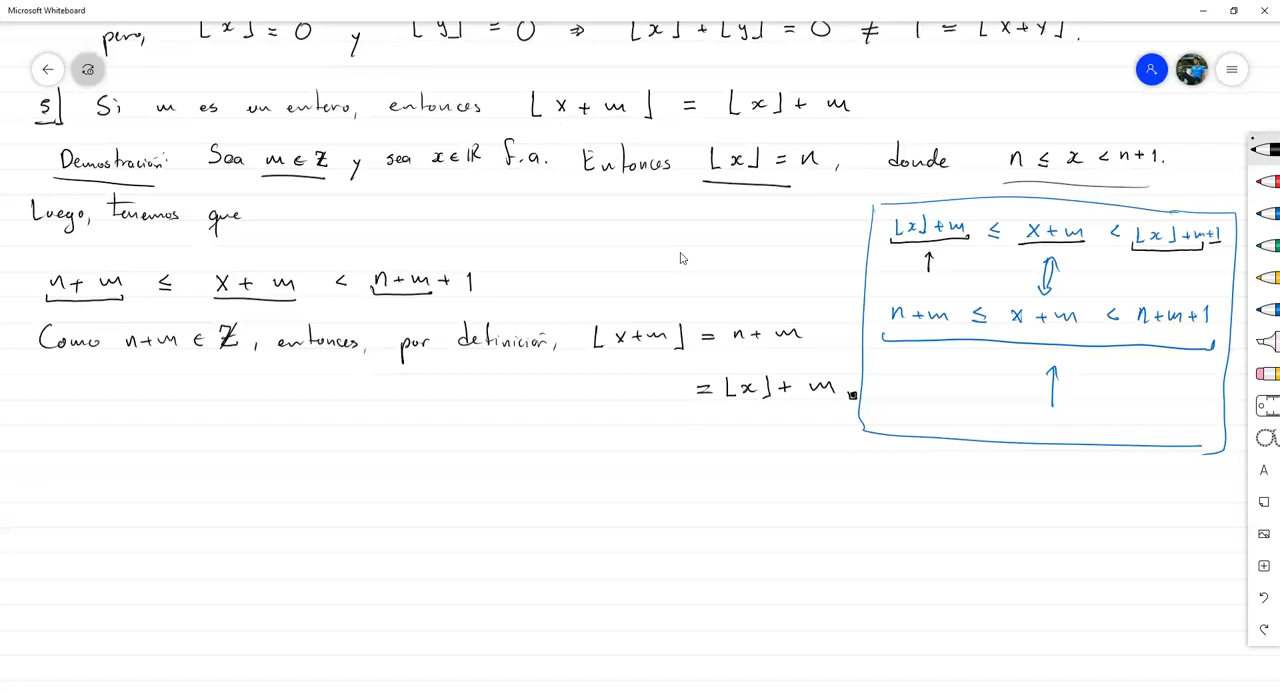 Microsoft Whiteboard
pero, ⌊x⌋ = 0 y ⌊y⌋ = 0 ⇒ ⌊x⌋ + ⌊y⌋ = 0 ≠ 1 = ⌊x+y⌋.
5] Si m es un entero, entonces ⌊x + m⌋ = ⌊x⌋ + m
Demostración: Sea m ∈ ℤ y sea x ∈ ℝ f.a. Entonces ⌊x⌋ = n, donde n ≤ x < n+1.
Luego, tenemos que
n + m ≤ x + m < n+m + 1
Como n+m ∈ ℤ, entonces, por definición, ⌊x+m⌋ = n + m
= ⌊x⌋ + m.
⌊x⌋+m ≤ x+m < ⌊x⌋+m+1
↑ ⇕
n+m ≤ x+m < n+m+1
↑
A